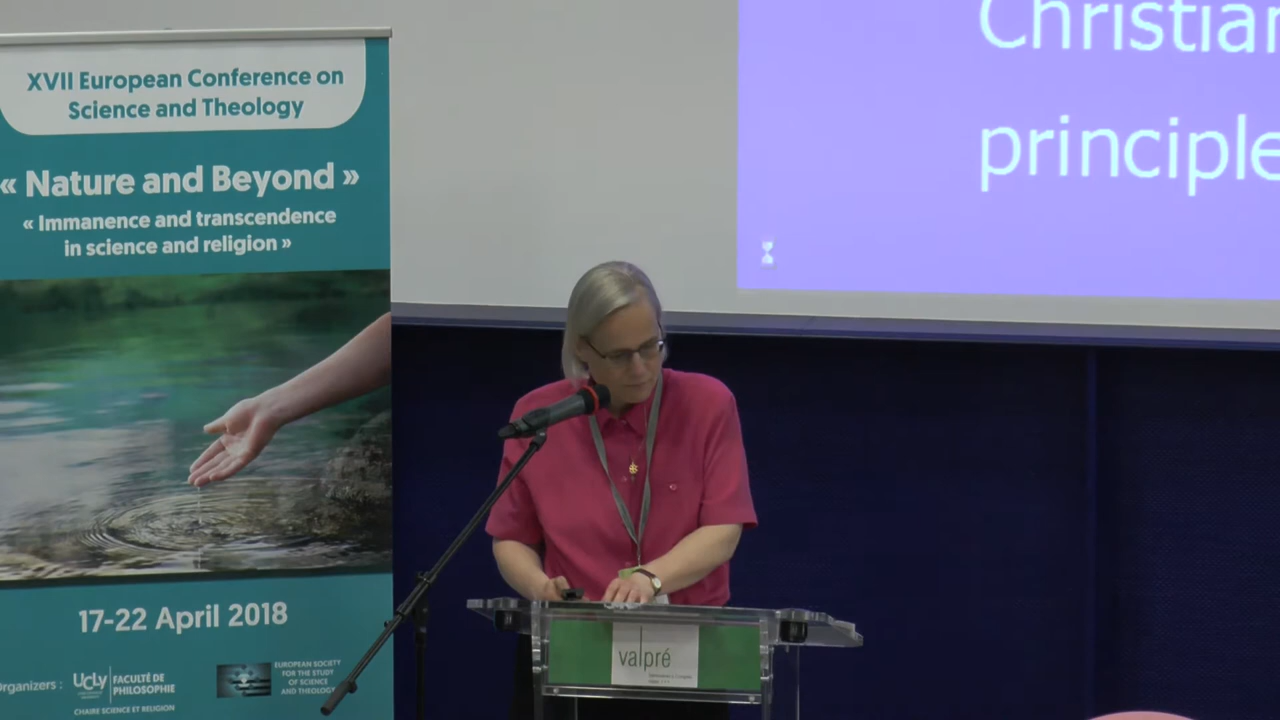 XVII European Conference on
Science and Theology
« Nature and Beyond »
« Immanence and transcendence
in science and religion »
17-22 April 2018
Organizers :
UCLy
FACULTÉ DE
PHILOSOPHIE
CHAIRE SCIENCE ET RELIGION
EUROPEAN SOCIETY
FOR THE STUDY
OF SCIENCE
AND THEOLOGY
Christian
principle
valpré